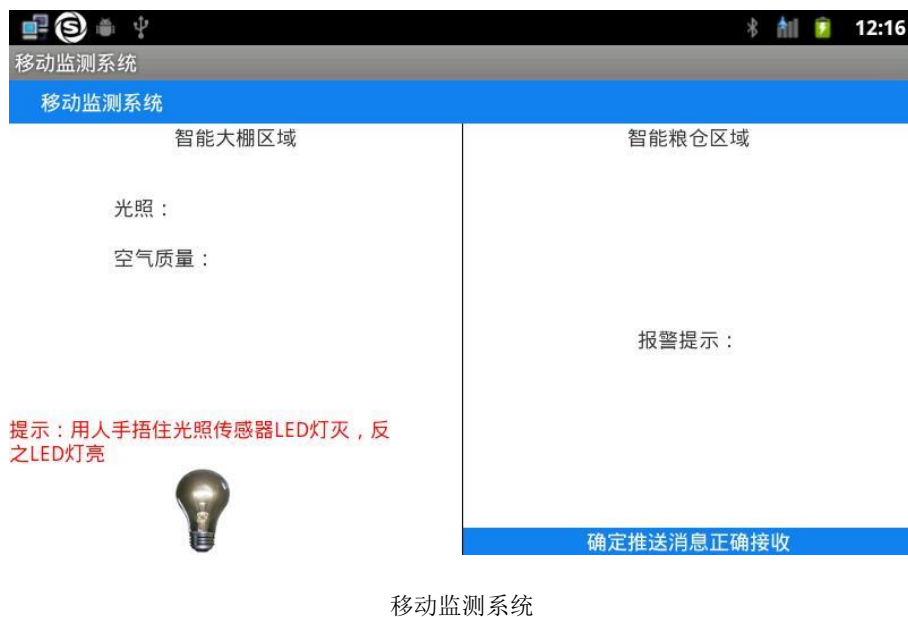 12:16
移动监测系统
移动监测系统
智能大棚区域
智能粮仓区域
光照：
空气质量：
报警提示：
提示：用人手捂住光照传感器LED灯灭，反
之LED灯亮
确定推送消息正确接收
移动监测系统